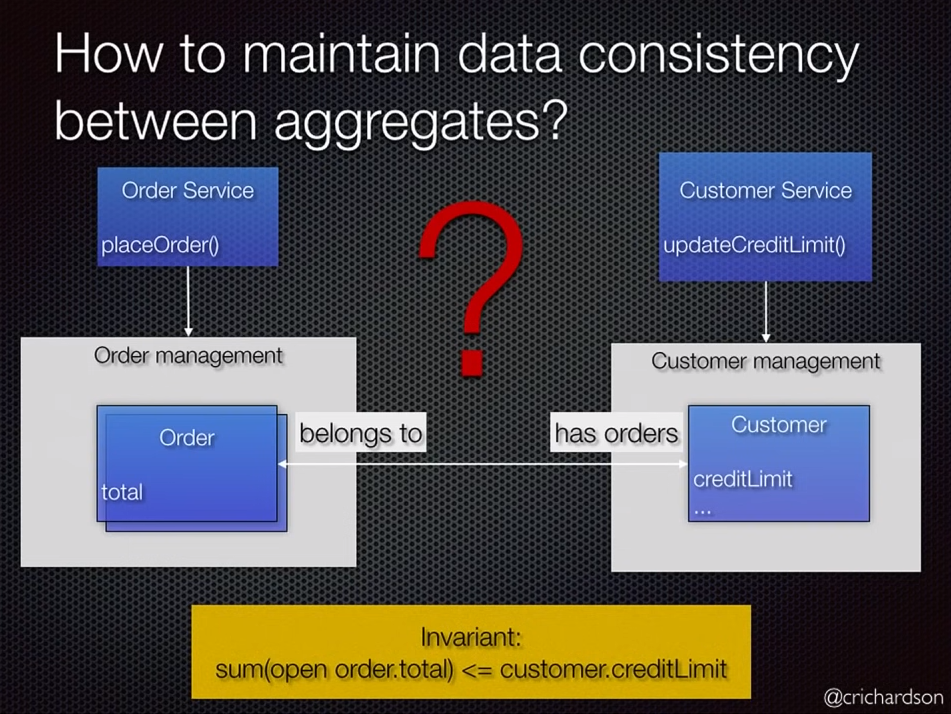 How to maintain data consistency
between aggregates?
Order Service
placeOrder()
?
Customer Service
updateCreditLimit()
Order management
Order
total
belongs to
has orders
Customer management
Customer
creditLimit
...
Invariant:
sum(open order.total) <= customer.creditLimit
@crichardson